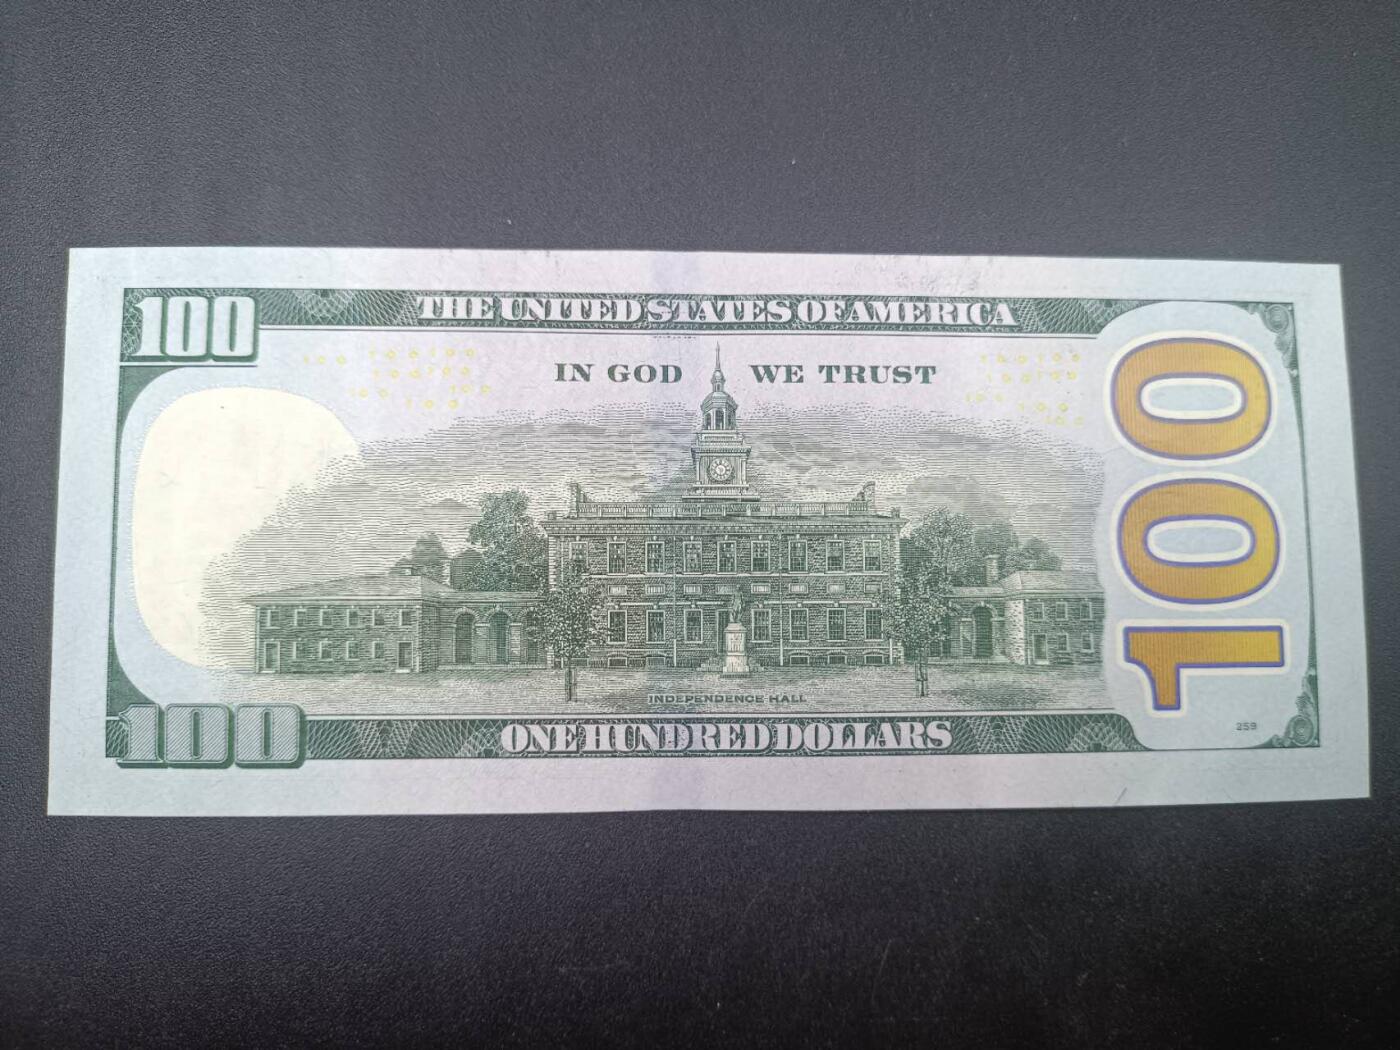 100
THE UNITED STATES OF AMERICA
IN GOD WE TRUST
100
INDEPENDENCE HALL
259
100
ONE HUNDRED DOLLARS